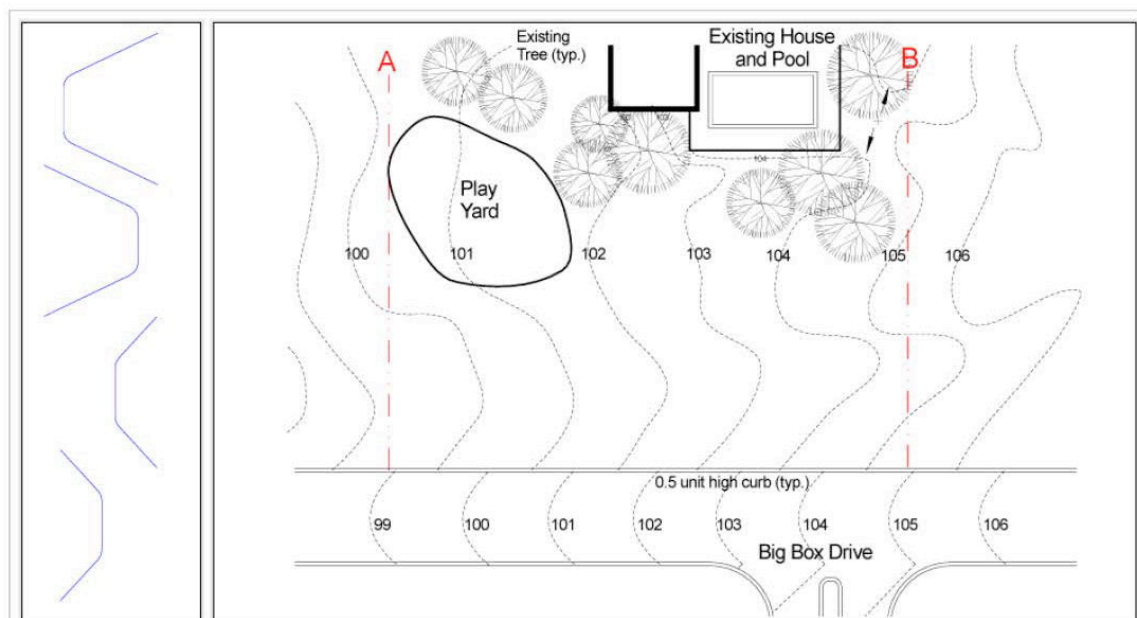 Existing
Tree (typ.)
Existing House
and Pool
A
B
104
Play
Yard
100
101
102
103
104
105
106
0.5 unit high curb (typ.)
99
100
101
102
103
104
105
106
Big Box Drive